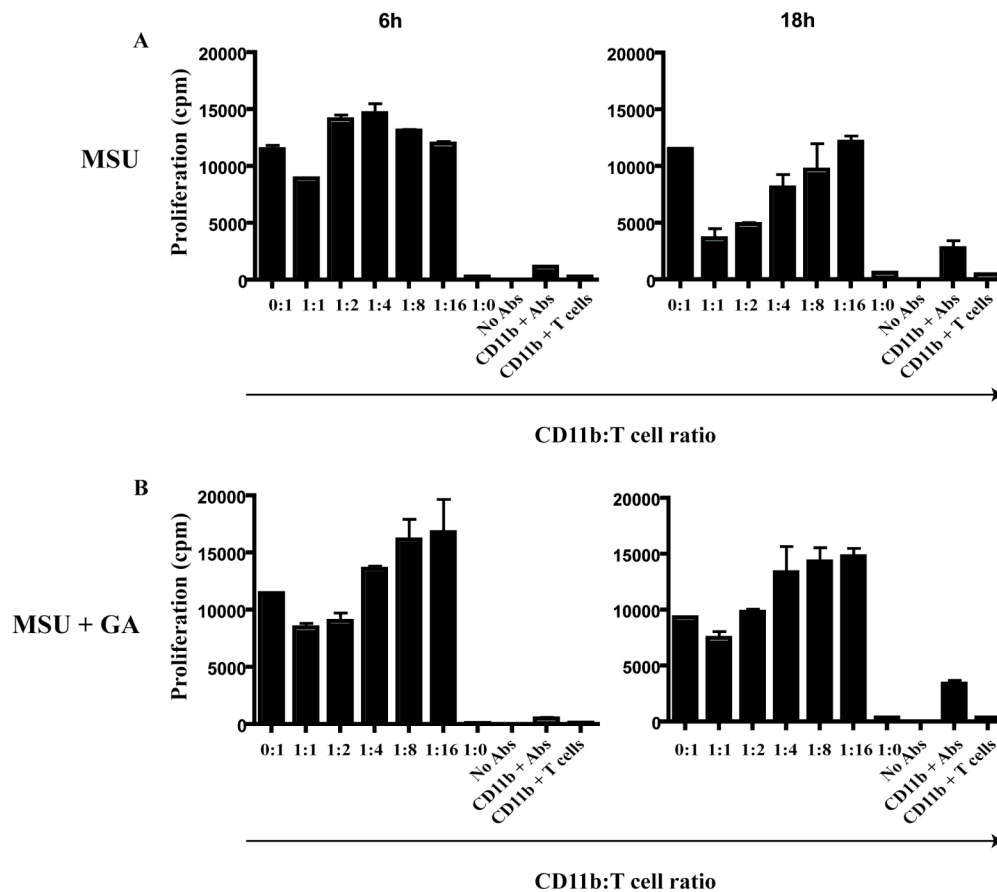 6h
18h
A
MSU
Proliferation (cpm)
20000
15000
10000
5000
0
0:1 1:1 1:2 1:4 1:8 1:16 1:0 No Abs CD11b + Abs CD11b + T cells
20000
15000
10000
5000
0
0:1 1:1 1:2 1:4 1:8 1:16 1:0 No Abs CD11b + Abs CD11b + T cells
CD11b:T cell ratio
B
MSU + GA
Proliferation (cpm)
20000
15000
10000
5000
0
0:1 1:1 1:2 1:4 1:8 1:16 1:0 No Abs CD11b + Abs CD11b + T cells
20000
15000
10000
5000
0
0:1 1:1 1:2 1:4 1:8 1:16 1:0 No Abs CD11b + Abs CD11b + T cells
CD11b:T cell ratio